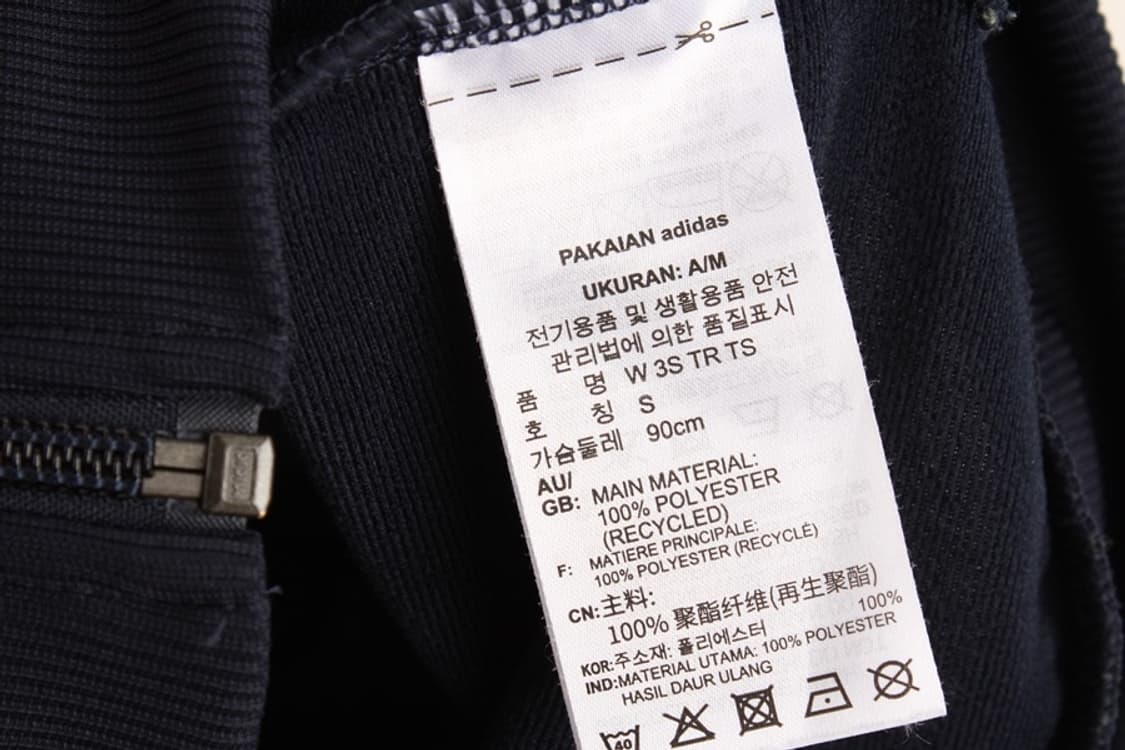 PAKAIAN adidas
UKURAN: A/M
전기용품 및 생활용품 안전
관리법에 의한 품질표시
품 명 W 3S TR TS
호 칭 S
가슴둘레 90cm
AU/
GB: MAIN MATERIAL:
100% POLYESTER
(RECYCLED)
F: MATIERE PRINCIPALE:
100% POLYESTER (RECYCLÉ)
CN: 主料:
100% 聚酯纤维(再生聚酯)
KOR:주소재: 폴리에스터 100%
IND:MATERIAL UTAMA: 100% POLYESTER
HASIL DAUR ULANG
40